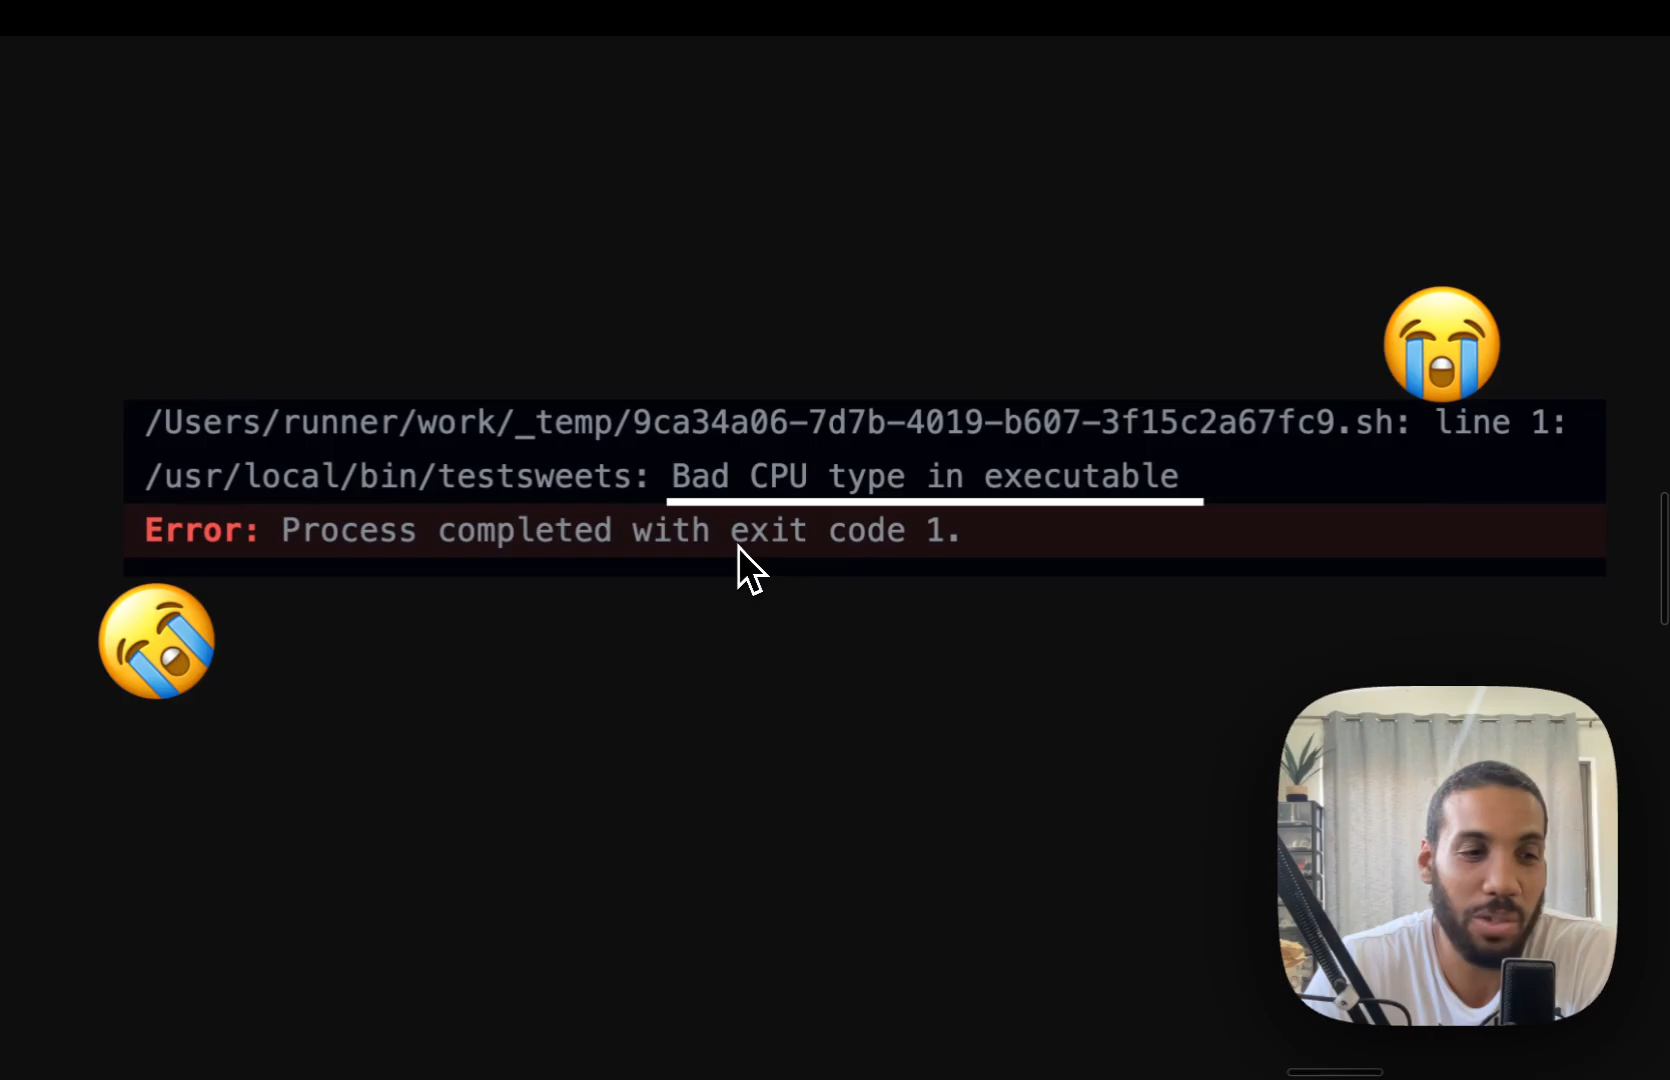 /Users/runner/work/_temp/9ca34a06-7d7b-4019-b607-3f15c2a67fc9.sh: line 1:
/usr/local/bin/testsweets: Bad CPU type in executable
Error: Process completed with exit code 1.